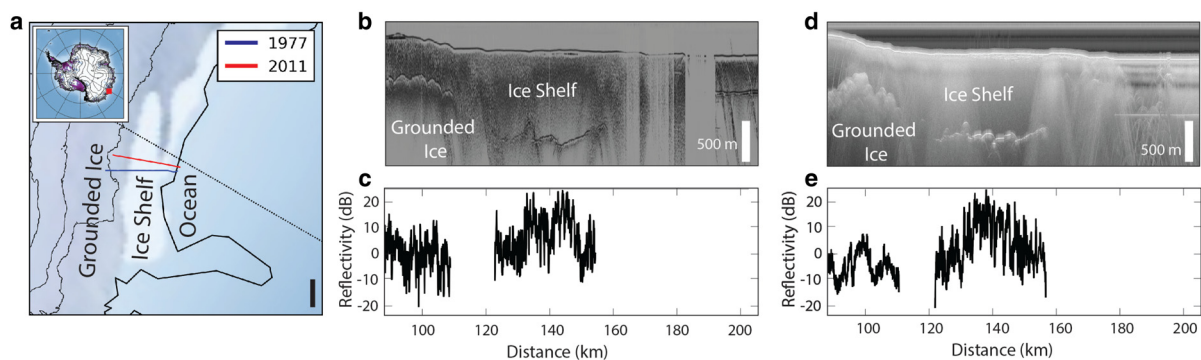 a
1977
2011
Grounded Ice
Ice Shelf
Ocean
b
Ice Shelf
Grounded
Ice
500 m
c
Reflectivity (dB)
20
10
0
-10
-20
100
120
140
160
180
200
Distance (km)
d
Ice Shelf
Grounded
Ice
500 m
e
Reflectivity (dB)
20
10
0
-10
-20
100
120
140
160
180
200
Distance (km)